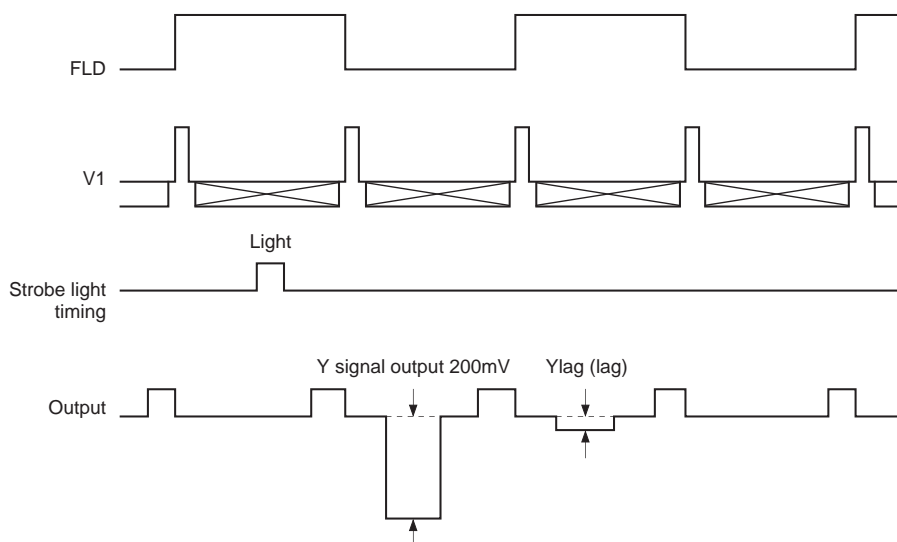 FLD
V1
Light
Strobe light
timing
Y signal output 200mV
Ylag (lag)
Output